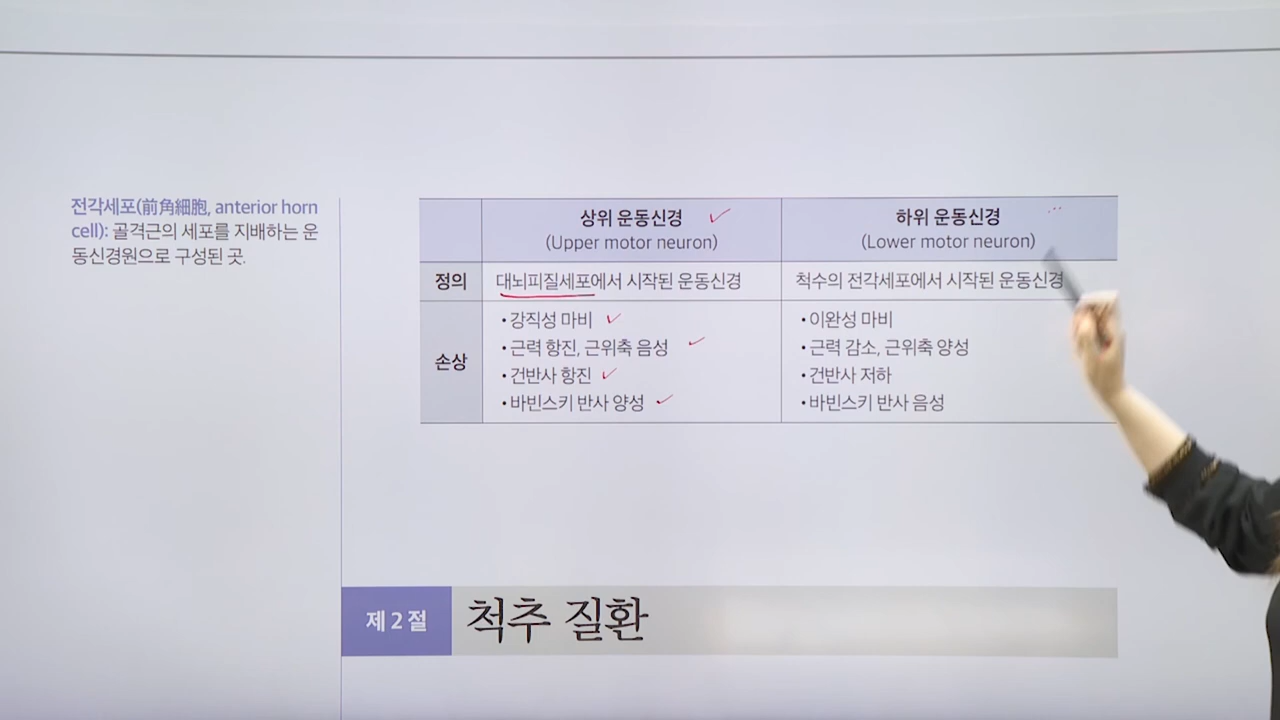 전각세포(前角細胞, anterior horn
cell): 골격근의 세포를 지배하는 운
동신경원으로 구성된 곳.
상위 운동신경
(Upper motor neuron)
하위 운동신경
(Lower motor neuron)
정의
대뇌피질세포에서 시작된 운동신경
척수의 전각세포에서 시작된 운동신경
손상
• 강직성 마비
• 근력 항진, 근위축 음성
• 건반사 항진
• 바빈스키 반사 양성
• 이완성 마비
• 근력 감소, 근위축 양성
• 건반사 저하
• 바빈스키 반사 음성
제 2 절
척추 질환